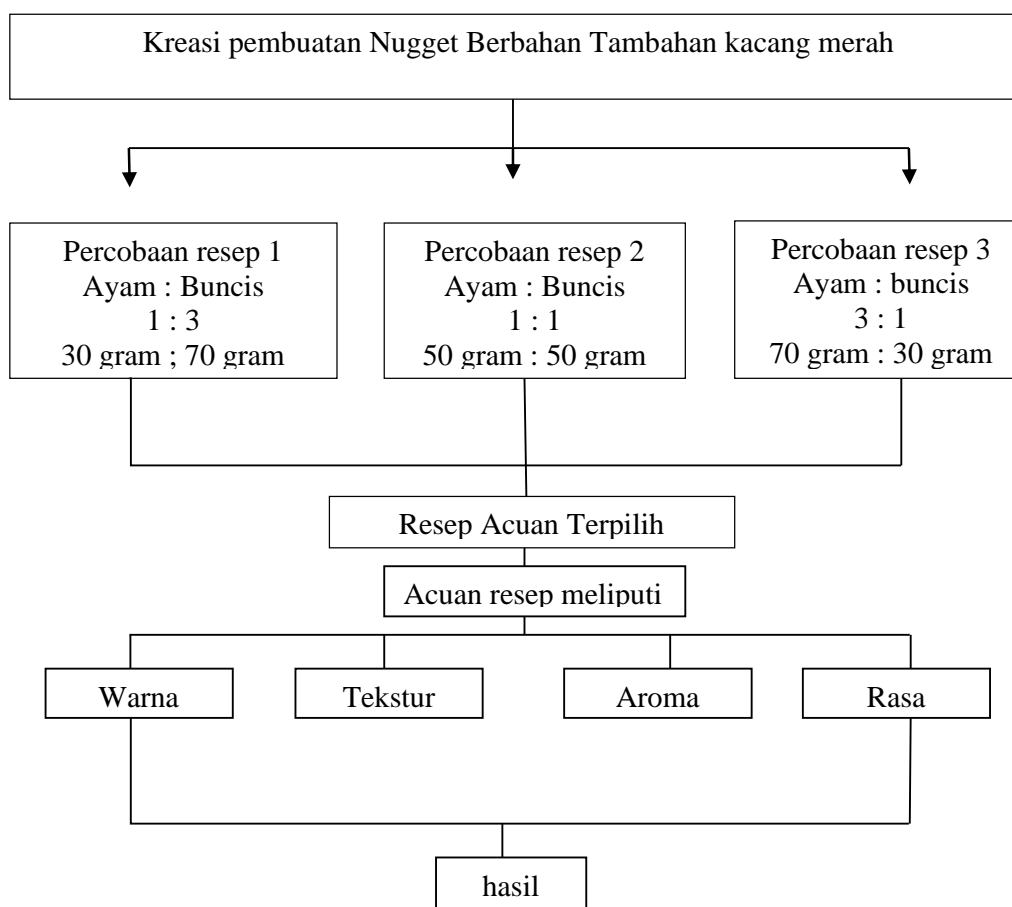 Kreasi pembuatan Nugget Berbahan Tambahan kacang merah
Percobaan resep 1
Ayam : Buncis
1 : 3
30 gram ; 70 gram
Percobaan resep 2
Ayam : Buncis
1 : 1
50 gram : 50 gram
Percobaan resep 3
Ayam : buncis
3 : 1
70 gram : 30 gram
Resep Acuan Terpilih
Acuan resep meliputi
Warna
Tekstur
Aroma
Rasa
hasil